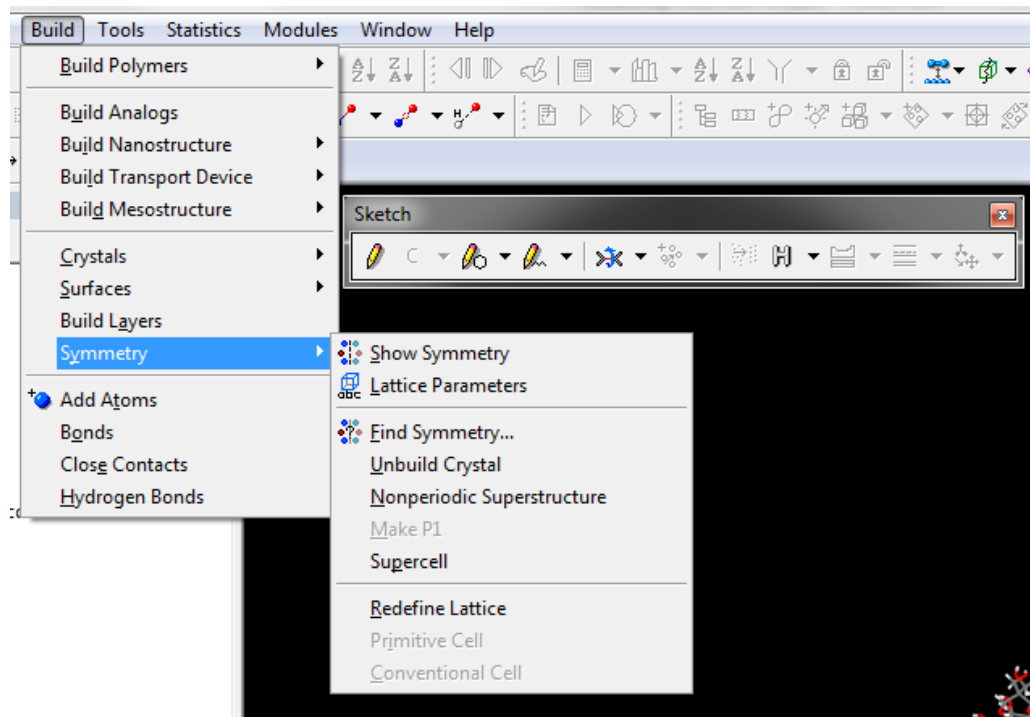 Build Tools Statistics Modules Window Help
Build Polymers
Build Analogs
Build Nanostructure
Build Transport Device
Build Mesostructure
Sketch
C
Crystals
Surfaces
Build Layers
Symmetry
Show Symmetry
abc Lattice Parameters
Add Atoms
Find Symmetry...
Bonds
Unbuild Crystal
Close Contacts
Nonperiodic Superstructure
Hydrogen Bonds
Make P1
Supercell
Redefine Lattice
Primitive Cell
Conventional Cell